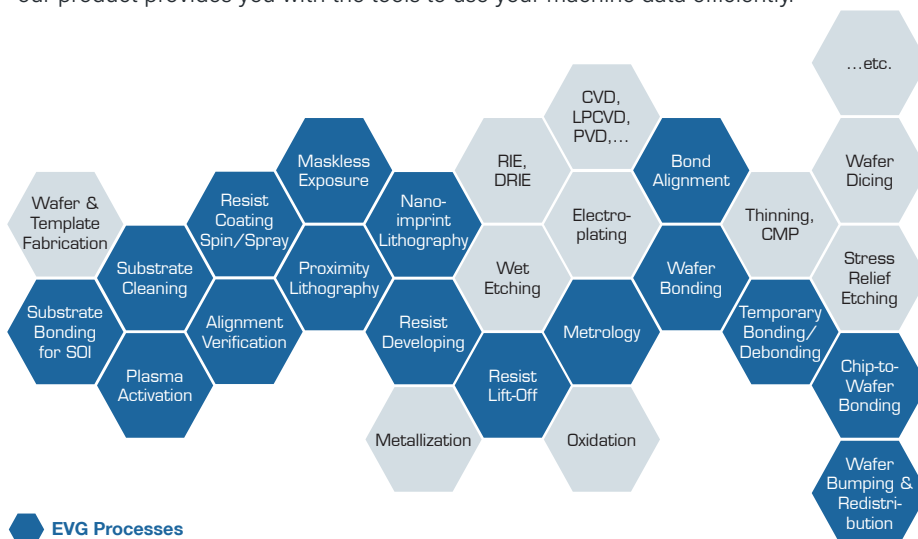 our product provides you with the tools to use your machine data efficiently.
...etc.
CVD,
LPCVD,
PVD,...
Maskless
Exposure
RIE,
DRIE
Bond
Alignment
Wafer
Dicing
Wafer &
Template
Fabrication
Resist
Coating
Spin/Spray
Nano-
imprint
Lithography
Electro-
plating
Thinning,
CMP
Substrate
Cleaning
Proximity
Lithography
Wet
Etching
Wafer
Bonding
Stress
Relief
Etching
Substrate
Bonding
for SOI
Alignment
Verification
Resist
Developing
Metrology
Temporary
Bonding/
Debonding
Plasma
Activation
Resist
Lift-Off
Chip-to-
Wafer
Bonding
Metallization
Oxidation
Wafer
Bumping &
Redistri-
bution
EVG Processes